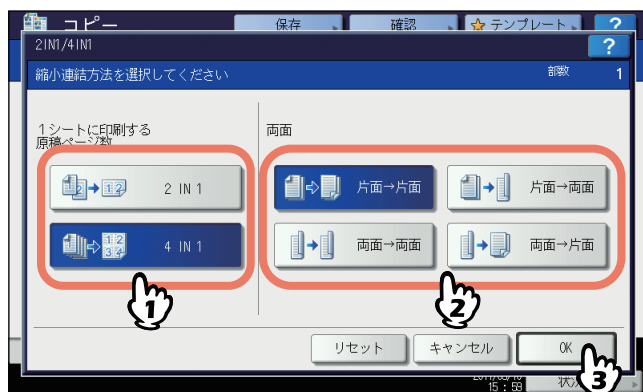 コピー
保存
確認
テンプレート
?
2IN1/4IN1
?
縮小連結方法を選択してください
部数
1
1シートに印刷する
原稿ページ数
両面
2 IN 1
4 IN 1
片面→片面
片面→両面
両面→両面
両面→片面
1
2
リセット
キャンセル
OK
3
15:59